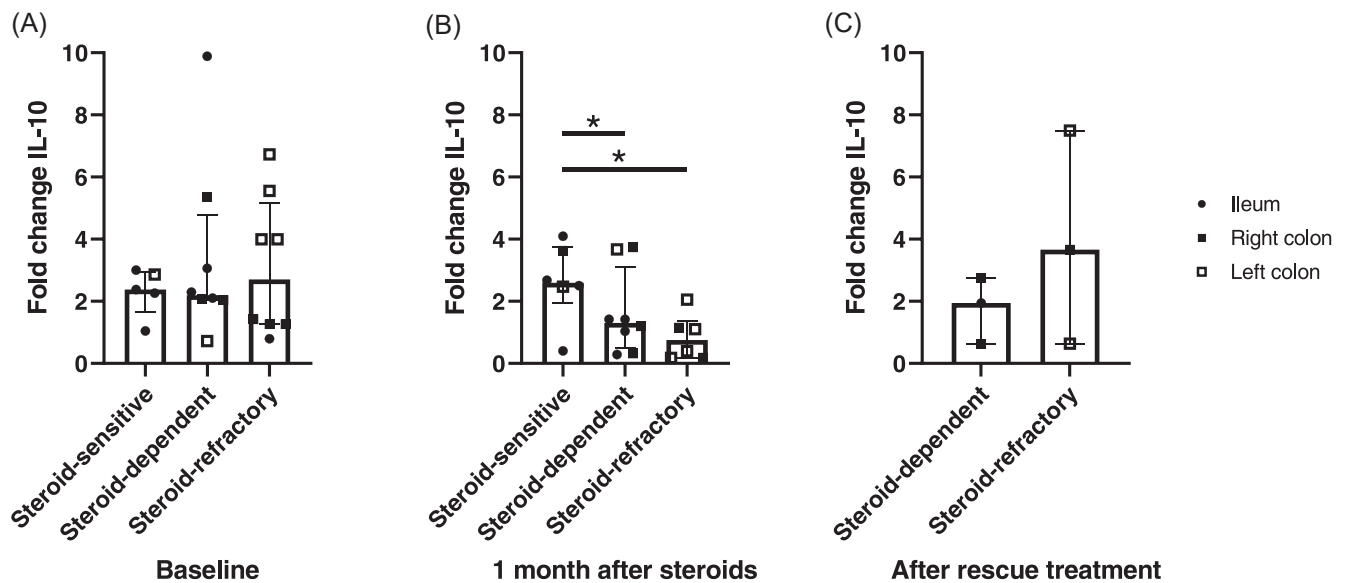 (A)
Fold change IL-10
10
8
6
4
2
0
Steroid-sensitive
Steroid-dependent
Steroid-refractory
Baseline
(B)
Fold change IL-10
10
8
6
4
2
0
*
*
Steroid-sensitive
Steroid-dependent
Steroid-refractory
1 month after steroids
(C)
Fold change IL-10
10
8
6
4
2
0
Steroid-dependent
Steroid-refractory
After rescue treatment
Ileum
Right colon
Left colon